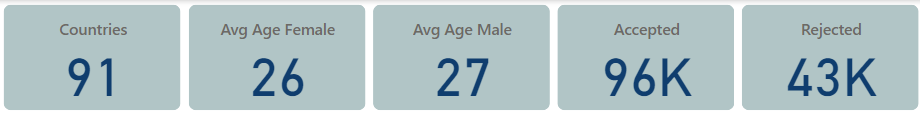 Countries
91
Avg Age Female
26
Avg Age Male
27
Accepted
96K
Rejected
43K